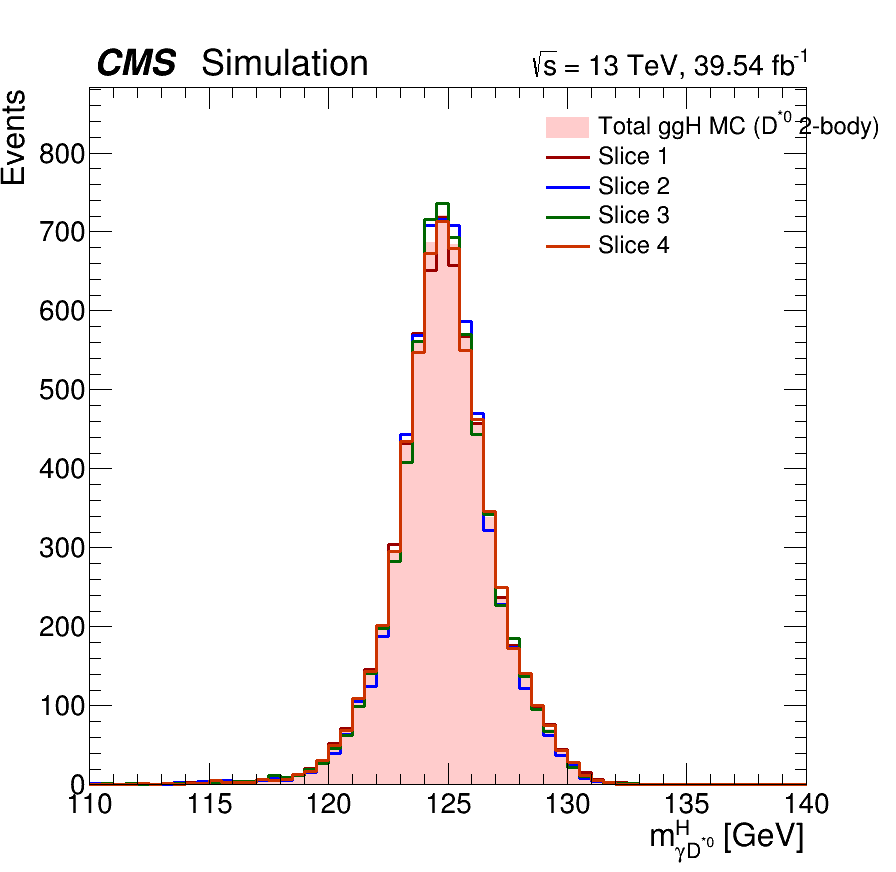 CMS Simulation √s = 13 TeV, 39.54 fb⁻¹
Events
Total ggH MC (D*⁰ 2-body)
Slice 1
Slice 2
Slice 3
Slice 4
800
700
600
500
400
300
200
100
0
110 115 120 125 130 135 140
m^H_γD*⁰ [GeV]